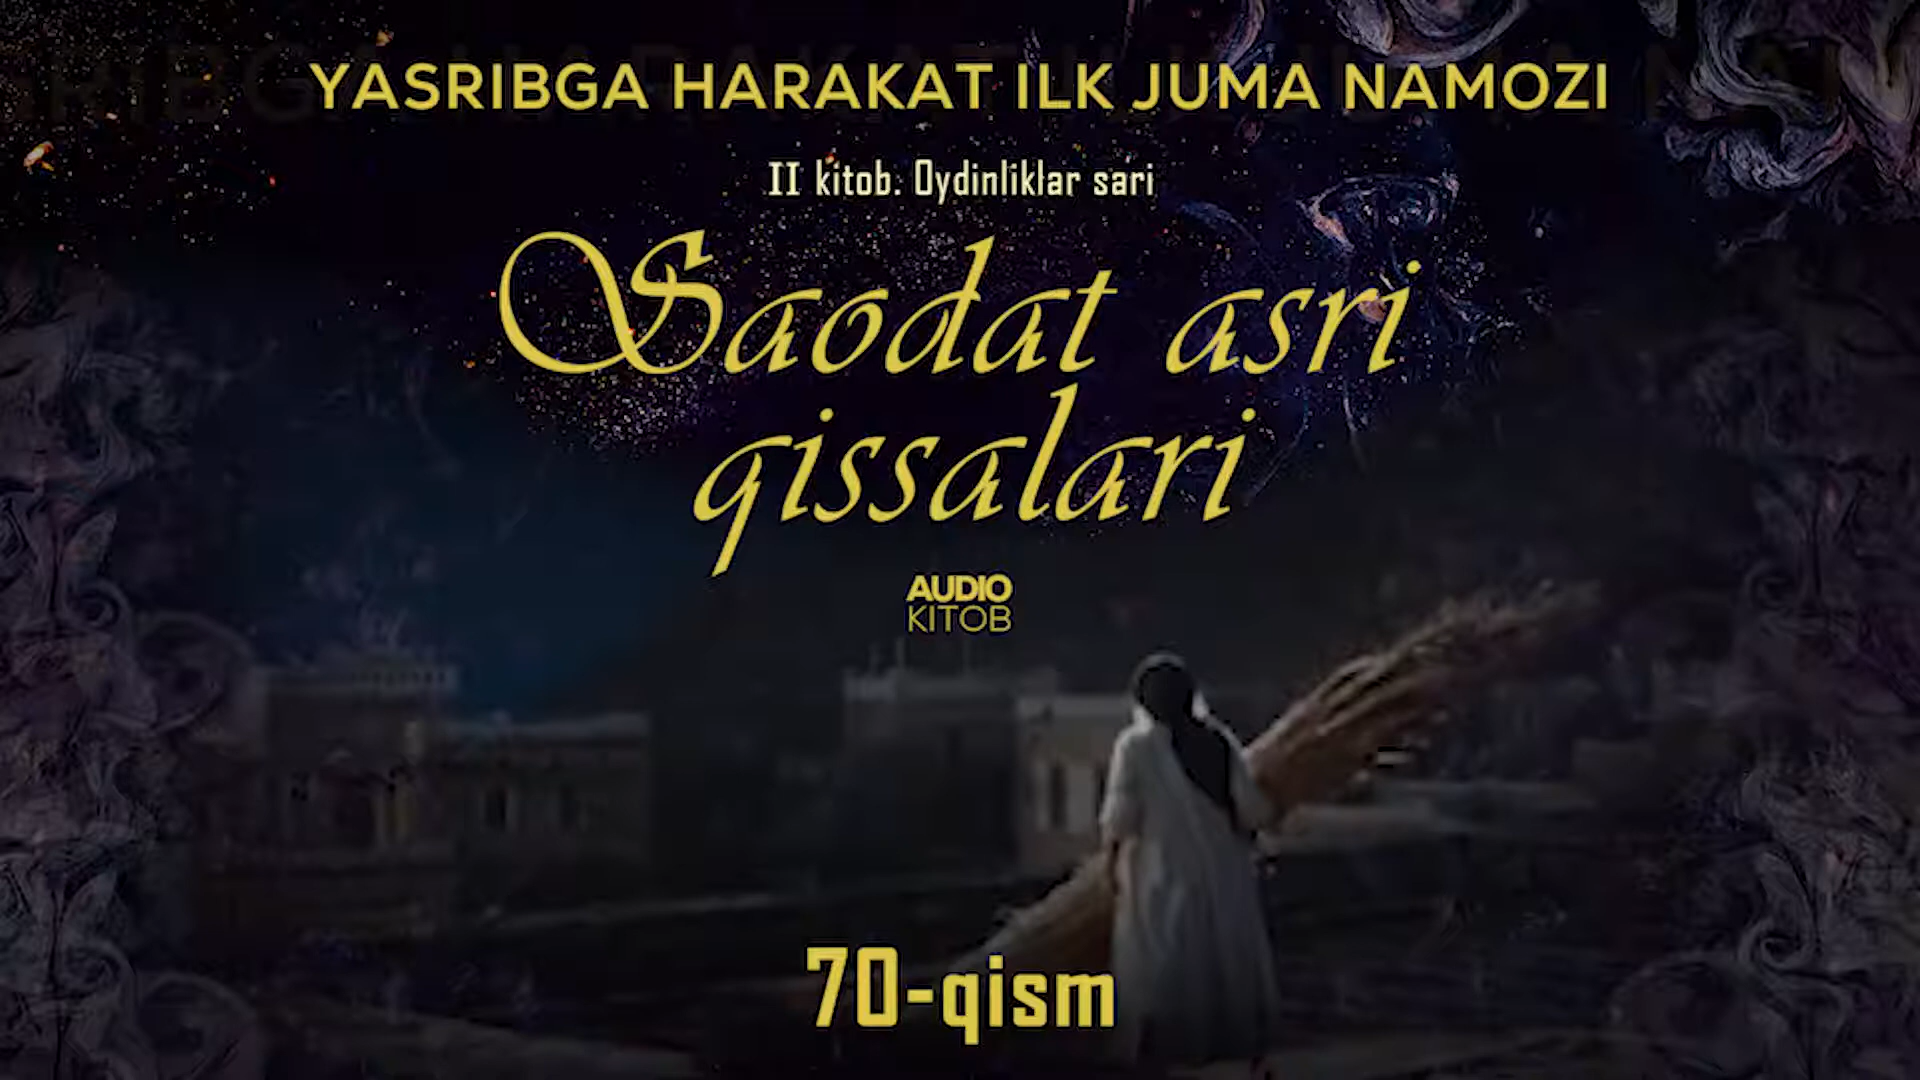 YASRIBGA HARAKAT ILK JUMA NAMOZI
II kitob. Oydinliklar sari
Saodat asri
qissalari
AUDIO
KITOB
70-qism